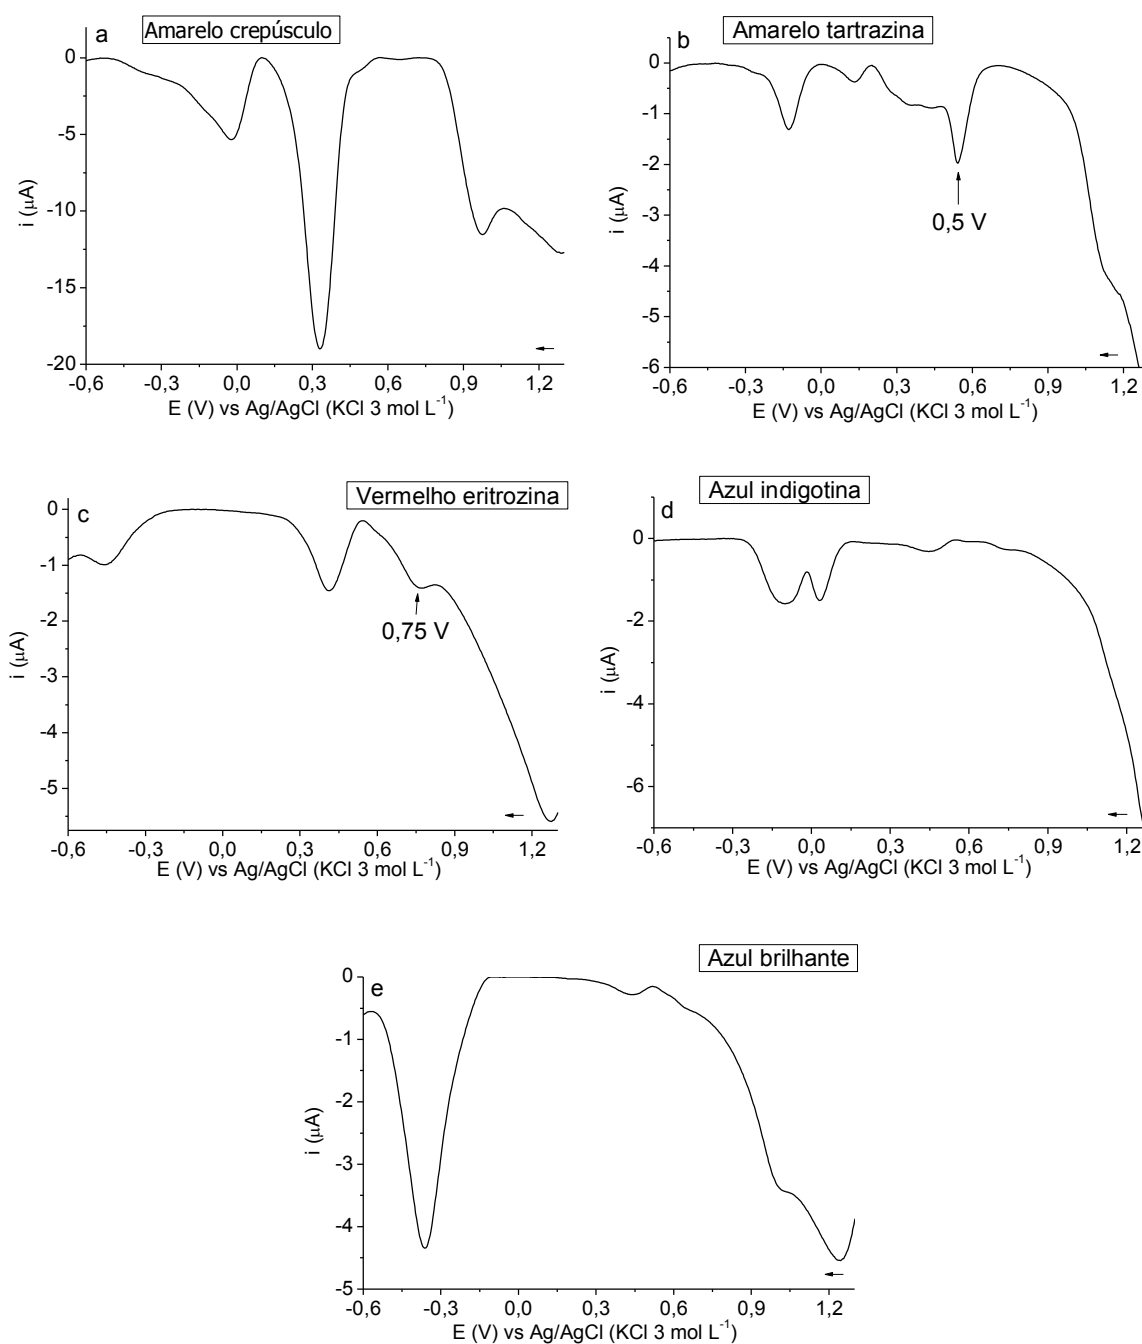 a
Amarelo crepúsculo
0
-5
-10
-15
-20
i (μA)
-0,6 -0,3 0,0 0,3 0,6 0,9 1,2
E (V) vs Ag/AgCl (KCl 3 mol L⁻¹)
b
Amarelo tartrazina
0
-1
-2
-3
-4
-5
-6
i (μA)
0,5 V
-0,6 -0,3 0,0 0,3 0,6 0,9 1,2
E (V) vs Ag/AgCl (KCl 3 mol L⁻¹)
c
Vermelho eritrozina
0
-1
-2
-3
-4
-5
i (μA)
0,75 V
-0,6 -0,3 0,0 0,3 0,6 0,9 1,2
E (V) vs Ag/AgCl (KCl 3 mol L⁻¹)
d
Azul indigotina
0
-2
-4
-6
i (μA)
-0,6 -0,3 0,0 0,3 0,6 0,9 1,2
E (V) vs Ag/AgCl (KCl 3 mol L⁻¹)
e
Azul brilhante
0
-1
-2
-3
-4
-5
i (μA)
-0,6 -0,3 0,0 0,3 0,6 0,9 1,2
E (V) vs Ag/AgCl (KCl 3 mol L⁻¹)